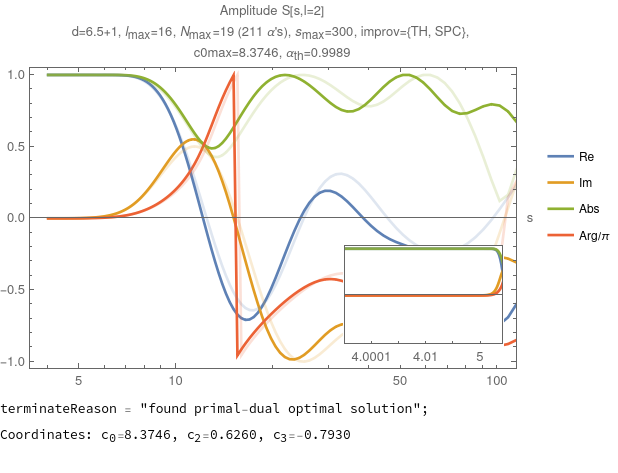 Amplitude S[s,l=2]
d=6.5+1, lmax=16, Nmax=19 (211 α's), smax=300, improv={TH, SPC},
c0max=8.3746, αth=0.9989
1.0
0.5
0.0
−0.5
−1.0
5
10
50
100
s
4.0001
4.01
5
Re
Im
Abs
Arg/π
terminateReason = "found primal-dual optimal solution";
Coordinates: c0=8.3746, c2=0.6260, c3=-0.7930